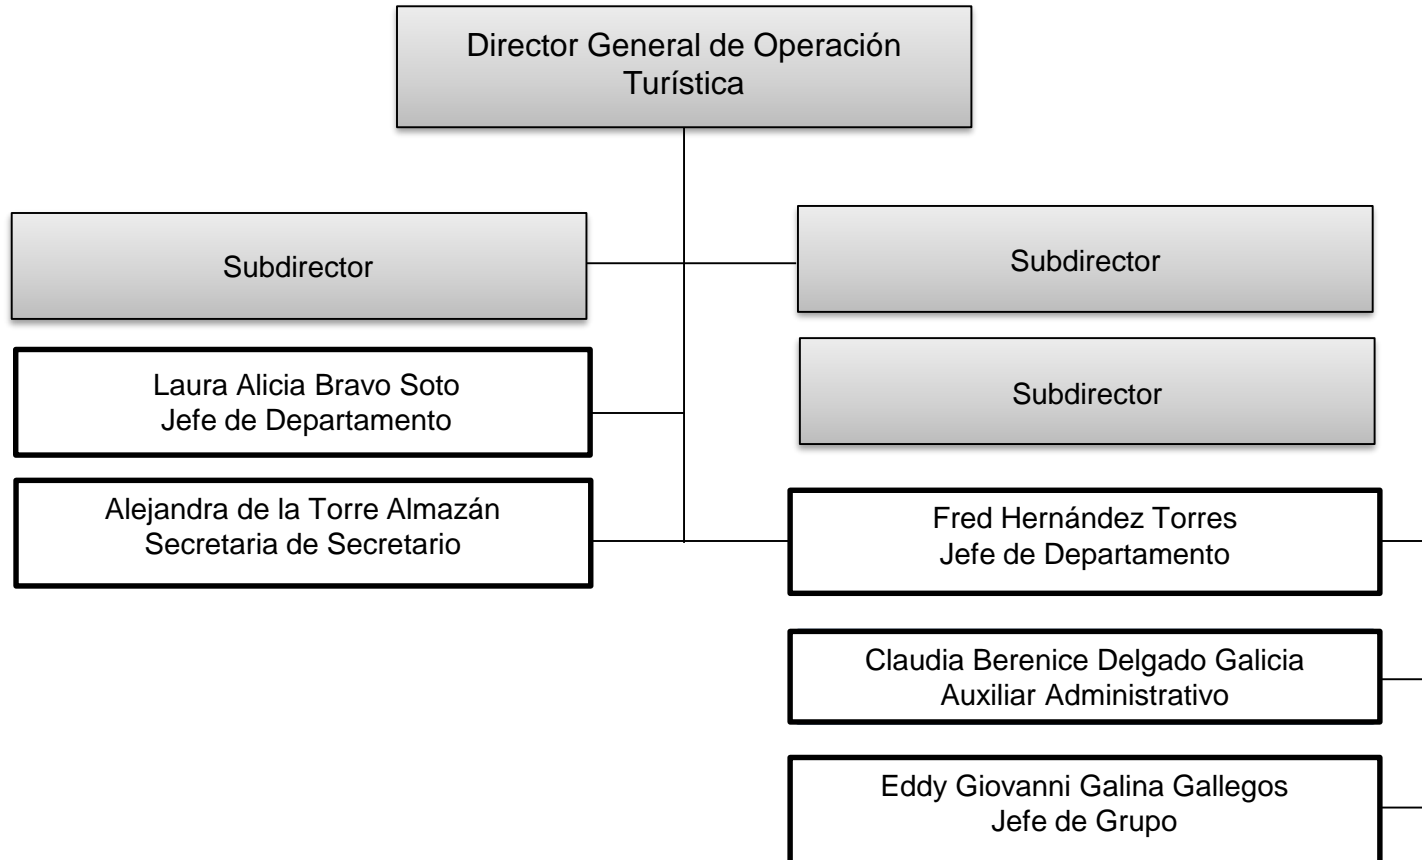 Director General de Operación
Turística
Subdirector
Subdirector
Laura Alicia Bravo Soto
Jefe de Departamento
Subdirector
Alejandra de la Torre Almazán
Secretaria de Secretario
Fred Hernández Torres
Jefe de Departamento
Claudia Berenice Delgado Galicia
Auxiliar Administrativo
Eddy Giovanni Galina Gallegos
Jefe de Grupo